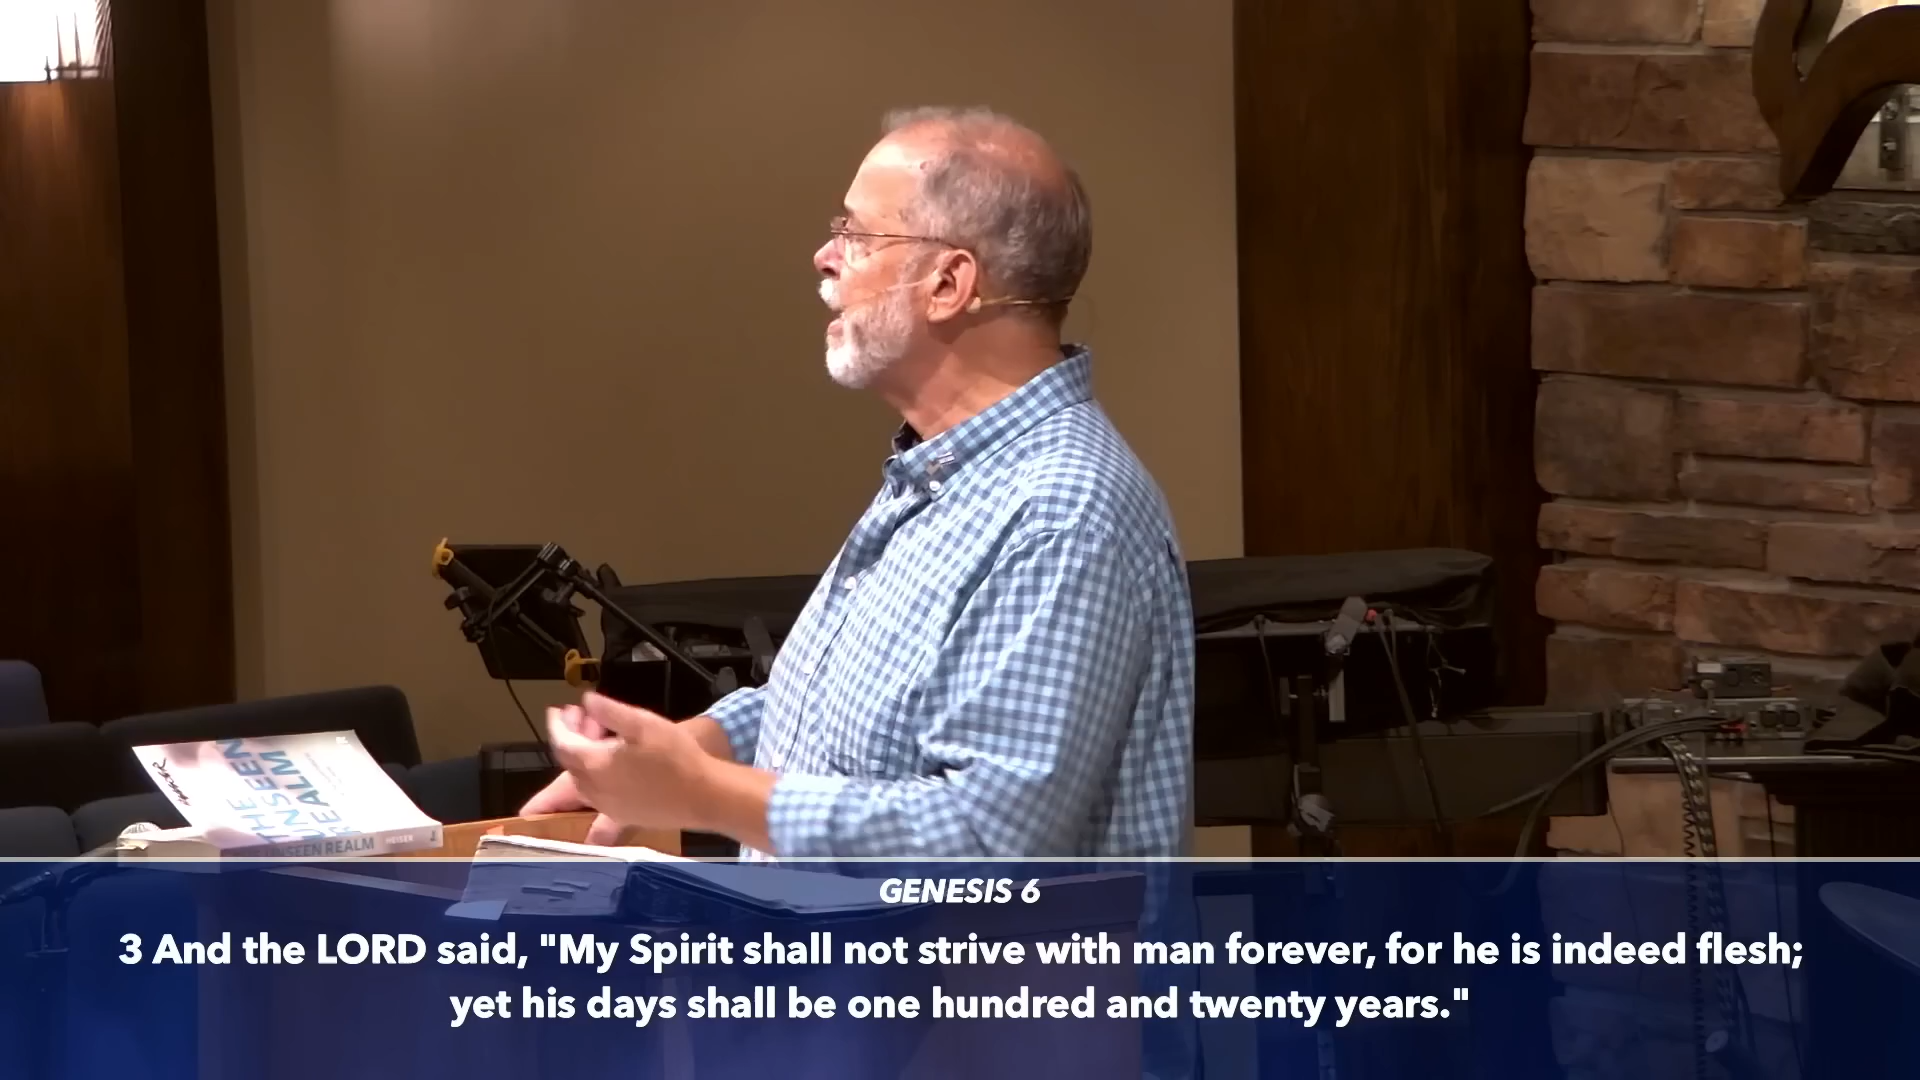 THE
UNSEEN
REALM
UNSEEN REALM HEISER
GENESIS 6
3 And the LORD said, "My Spirit shall not strive with man forever, for he is indeed flesh;
yet his days shall be one hundred and twenty years."